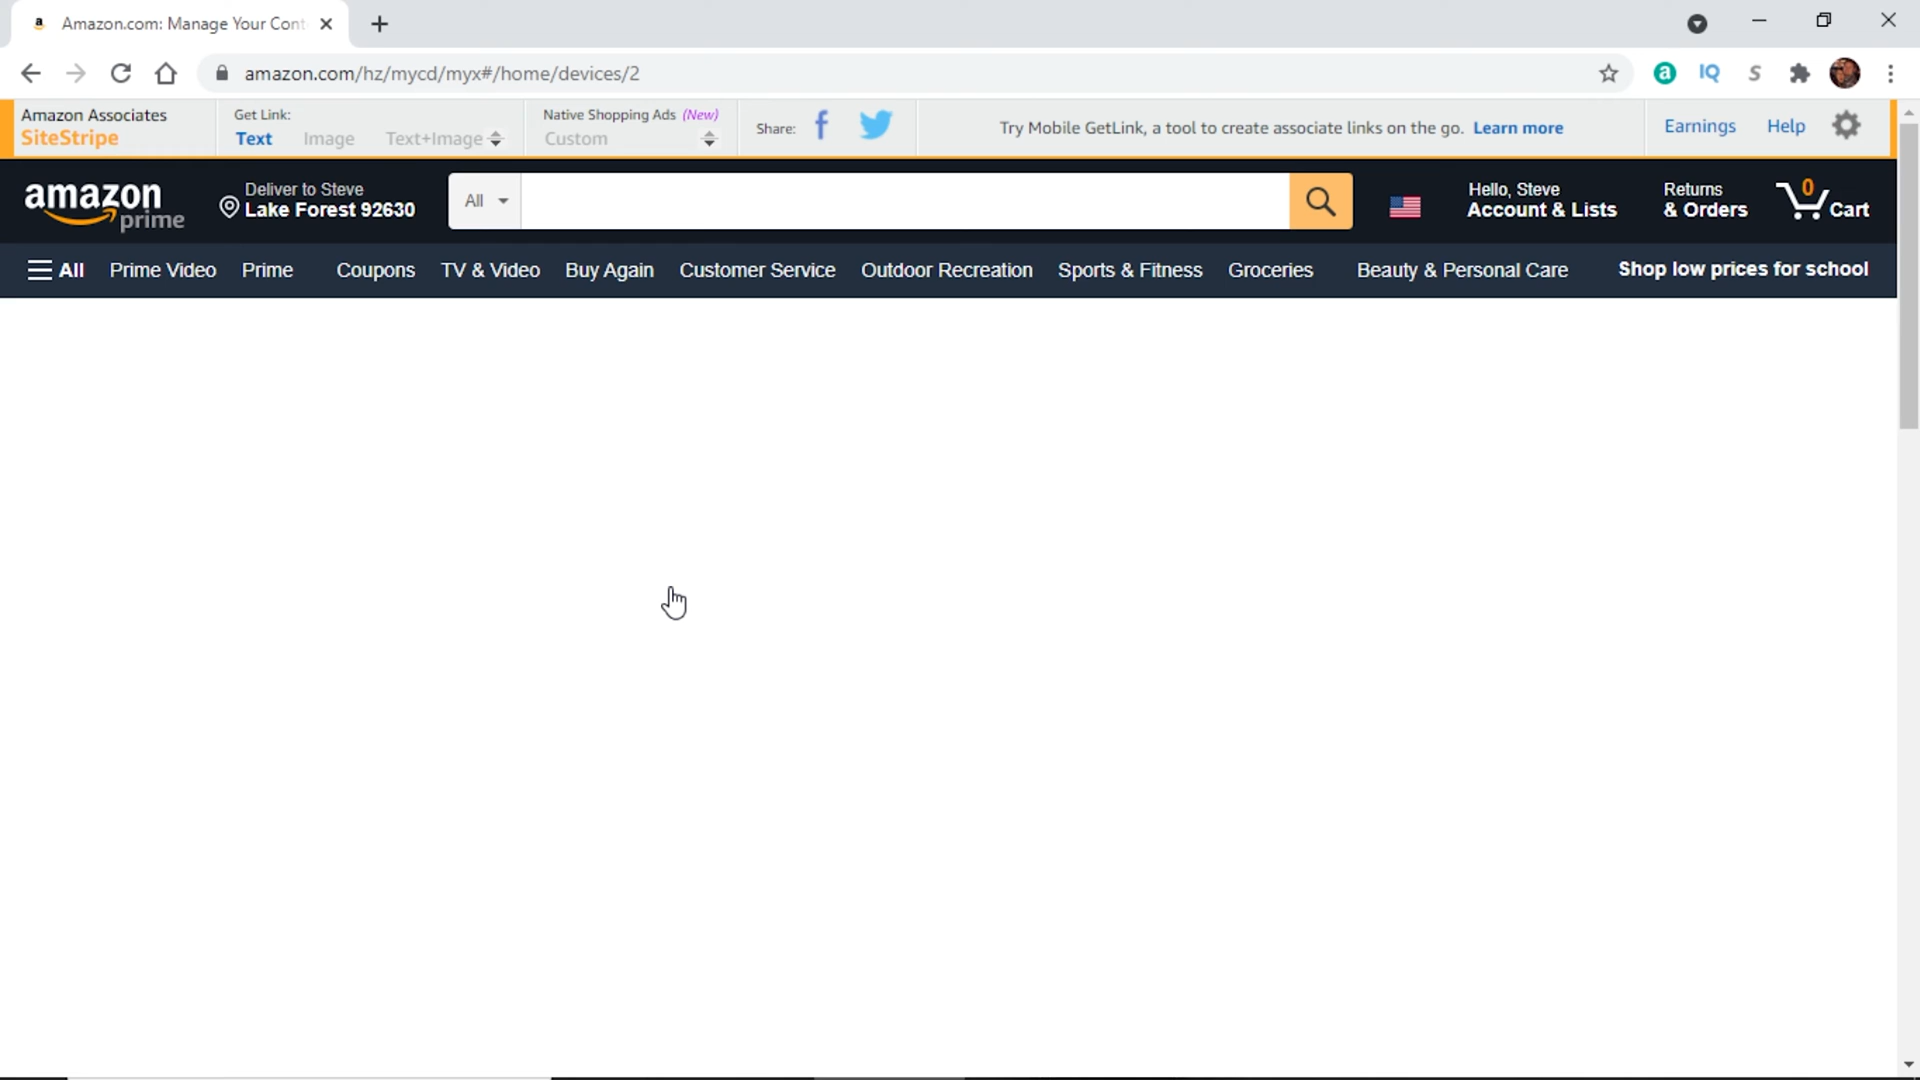 Amazon.com: Manage Your Cont
amazon.com/hz/mycd/myx#/home/devices/2
IQ
Amazon Associates
SiteStripe
Get Link:
Text Image Text+Image
Native Shopping Ads (New)
Custom
Share:
Try Mobile GetLink, a tool to create associate links on the go. Learn more
Earnings Help
amazon prime
Deliver to Steve
Lake Forest 92630
All
Hello, Steve
Account & Lists
Returns
& Orders
0
Cart
All Prime Video Prime Coupons TV & Video Buy Again Customer Service Outdoor Recreation Sports & Fitness Groceries Beauty & Personal Care Shop low prices for school